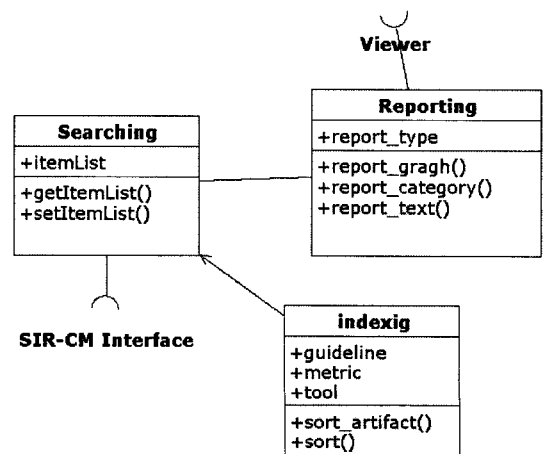 Viewer
Reporting
+report_type
+report_gragh()
+report_category()
+report_text()
Searching
+itemList
+getItemList()
+setItemList()
SIR-CM Interface
indexig
+guideline
+metric
+tool
+sort_artifact()
+sort()